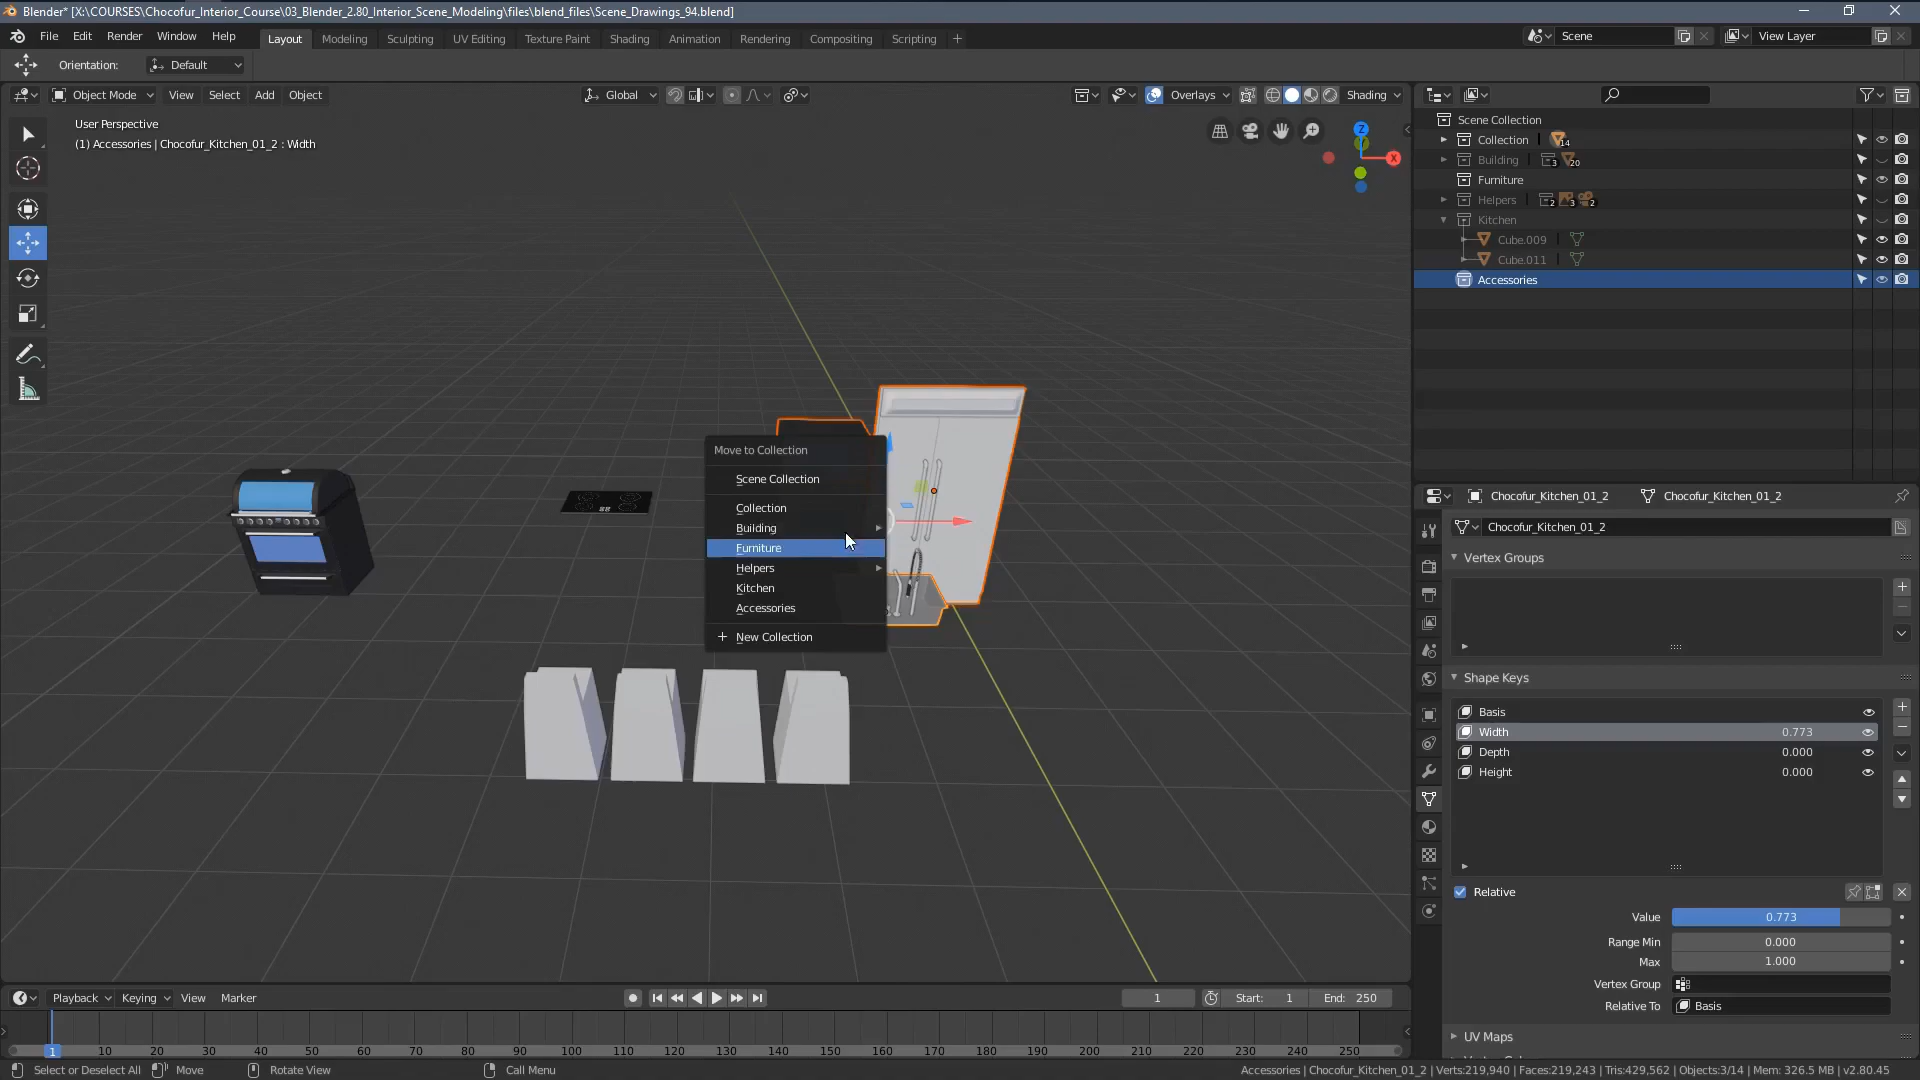 Blender* [X:\COURSES\Chocofur_Interior_Course\03_Blender_2.80_Interior_Scene_Modeling\files\blend_files\Scene_Drawings_94.blend]
File Edit Render Window Help Layout Modeling Sculpting UV Editing Texture Paint Shading Animation Rendering Compositing Scripting + Scene View Layer
Orientation: Default
Object Mode View Select Add Object Global Overlays Shading
User Perspective
(1) Accessories | Chocofur_Kitchen_01_2 : Width
Z
X
Scene Collection
Collection 14
Building 3 20
Furniture
Helpers 2 3 2
Kitchen
Cube.009
Cube.011
Accessories
Move to Collection
Scene Collection
Collection
Building
Furniture
Helpers
Kitchen
Accessories
+ New Collection
Chocofur_Kitchen_01_2 Chocofur_Kitchen_01_2
Chocofur_Kitchen_01_2
Vertex Groups
Shape Keys
Basis
Width 0.773
Depth 0.000
Height 0.000
Relative
Value 0.773
Range Min 0.000
Max 1.000
Vertex Group
Relative To Basis
UV Maps
Playback Keying View Marker 1 Start: 1 End: 250
1 10 20 30 40 50 60 70 80 90 100 110 120 130 140 150 160 170 180 190 200 210 220 230 240 250
Select or Deselect All Move Rotate View Call Menu Accessories | Chocofur_Kitchen_01_2 | Verts:219,940 | Faces:219,243 | Tris:429,562 | Objects:3/14 | Mem: 326.5 MB | v2.80.45